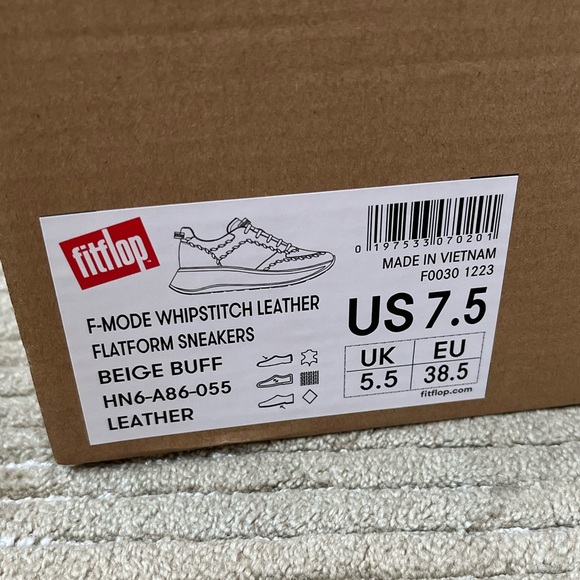 fitflop
0 197533 070201
MADE IN VIETNAM
F0030 1223
F-MODE WHIPSTITCH LEATHER
FLATFORM SNEAKERS
BEIGE BUFF
HN6-A86-055
LEATHER
US 7.5
UK EU
5.5 38.5
fitflop.com